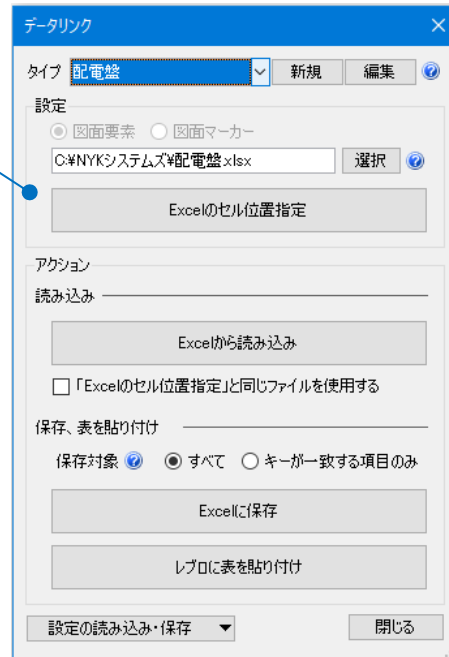 データリンク
タイプ 配電盤 新規 編集
設定
図面要素 図面マーカー
C:¥NYKシステムズ¥配電盤.xlsx 選択
Excelのセル位置指定
アクション
読み込み
Excelから読み込み
「Excelのセル位置指定」と同じファイルを使用する
保存、表を貼り付け
保存対象 すべて キーが一致する項目のみ
Excelに保存
レブロに表を貼り付け
設定の読み込み・保存 閉じる